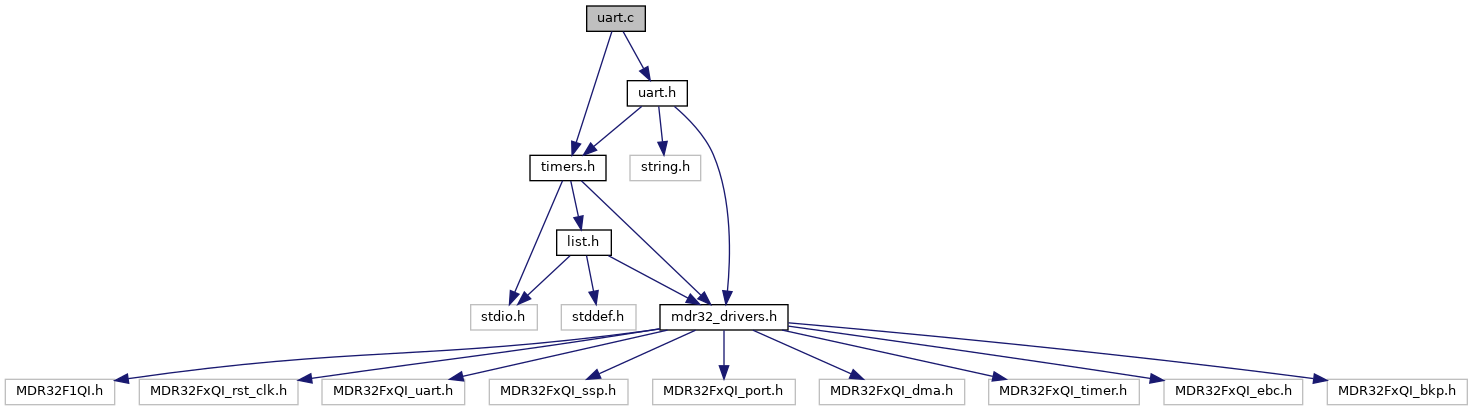 uart.c
uart.h
timers.h
string.h
list.h
stdio.h
stddef.h
mdr32_drivers.h
MDR32F1QI.h
MDR32FxQI_rst_clk.h
MDR32FxQI_uart.h
MDR32FxQI_ssp.h
MDR32FxQI_port.h
MDR32FxQI_dma.h
MDR32FxQI_timer.h
MDR32FxQI_ebc.h
MDR32FxQI_bkp.h